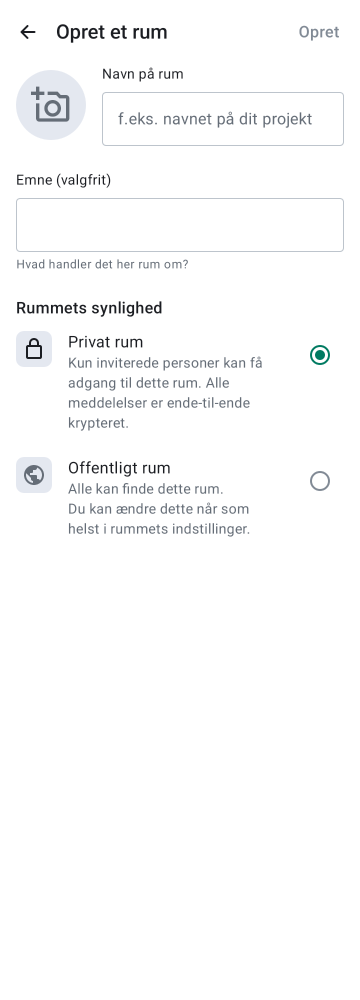 Opret et rum
Opret
Navn på rum
f.eks. navnet på dit projekt
Emne (valgfrit)
Hvad handler det her rum om?
Rummets synlighed
Privat rum
Kun inviterede personer kan få
adgang til dette rum. Alle
meddelelser er ende-til-ende
krypteret.
Offentligt rum
Alle kan finde dette rum.
Du kan ændre dette når som
helst i rummets indstillinger.